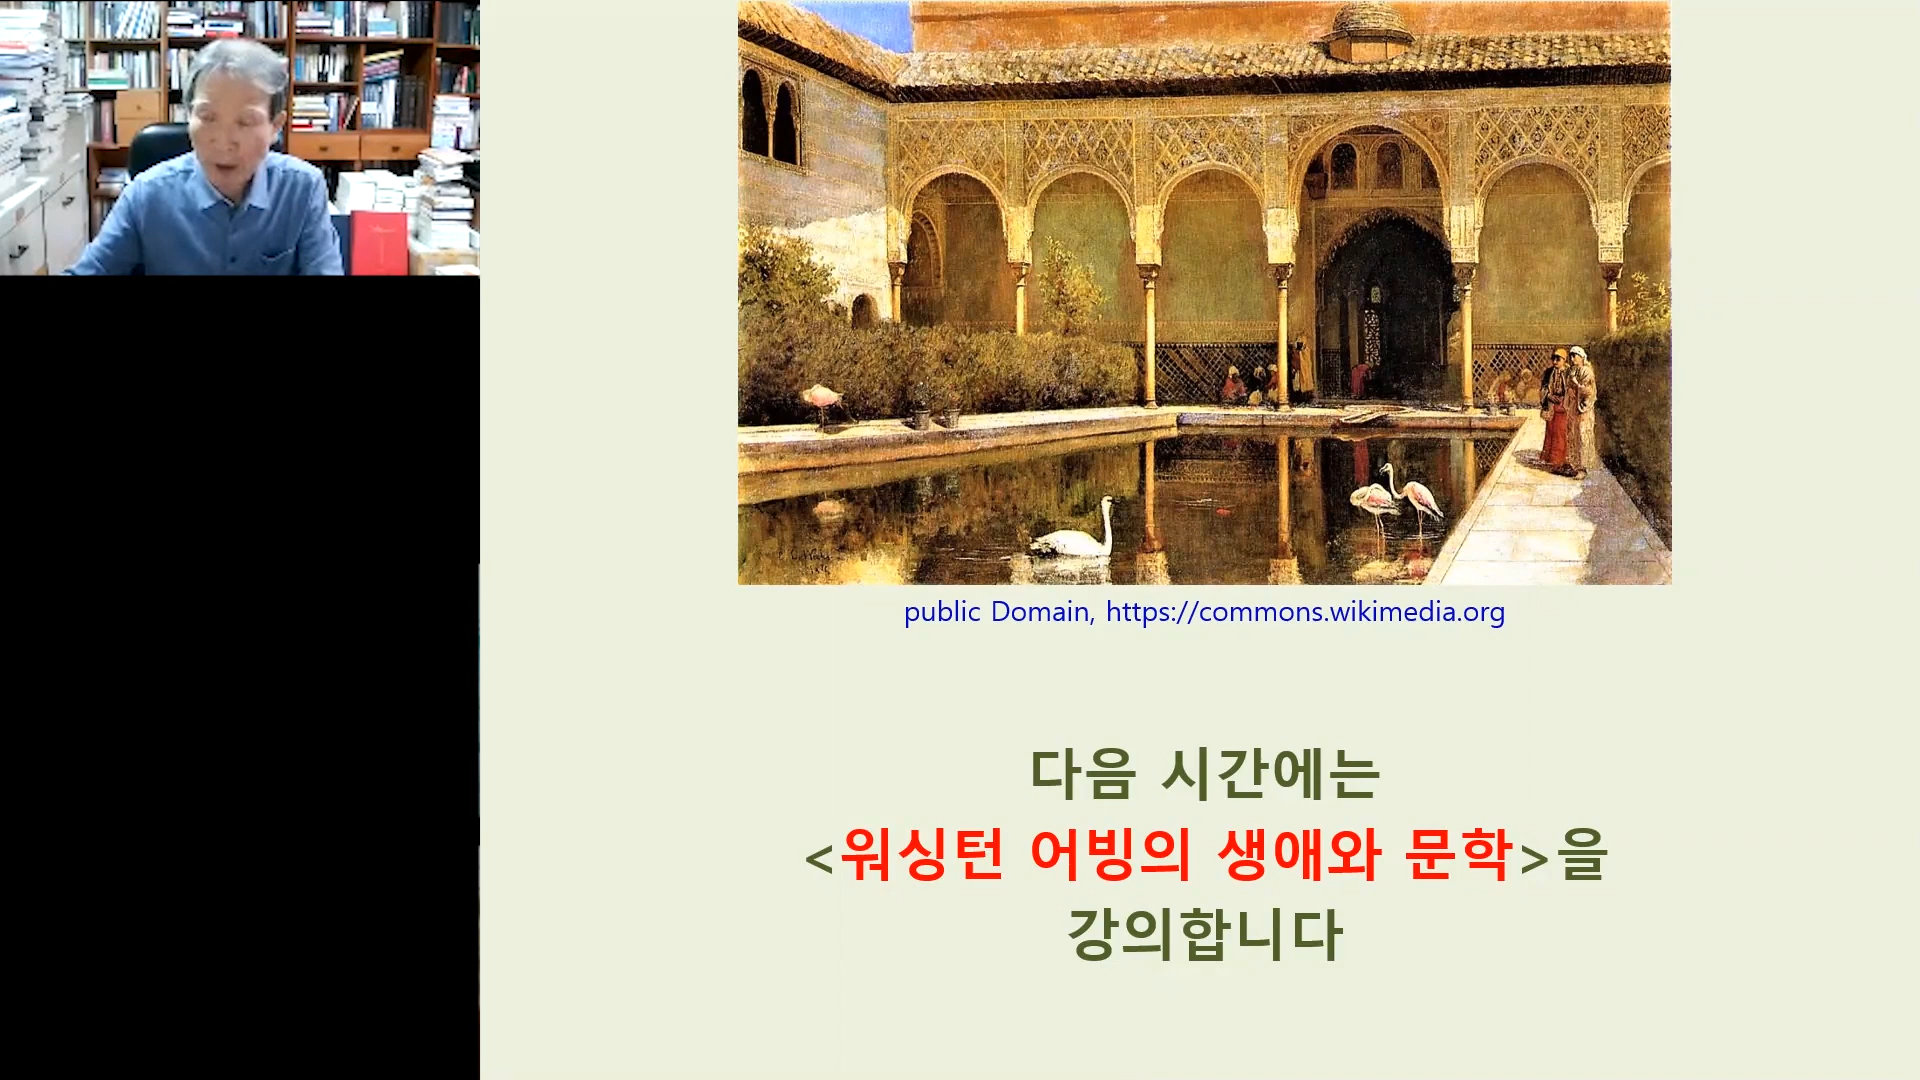 public Domain, https://commons.wikimedia.org
다음 시간에는
<워싱턴 어빙의 생애와 문학>을
강의합니다